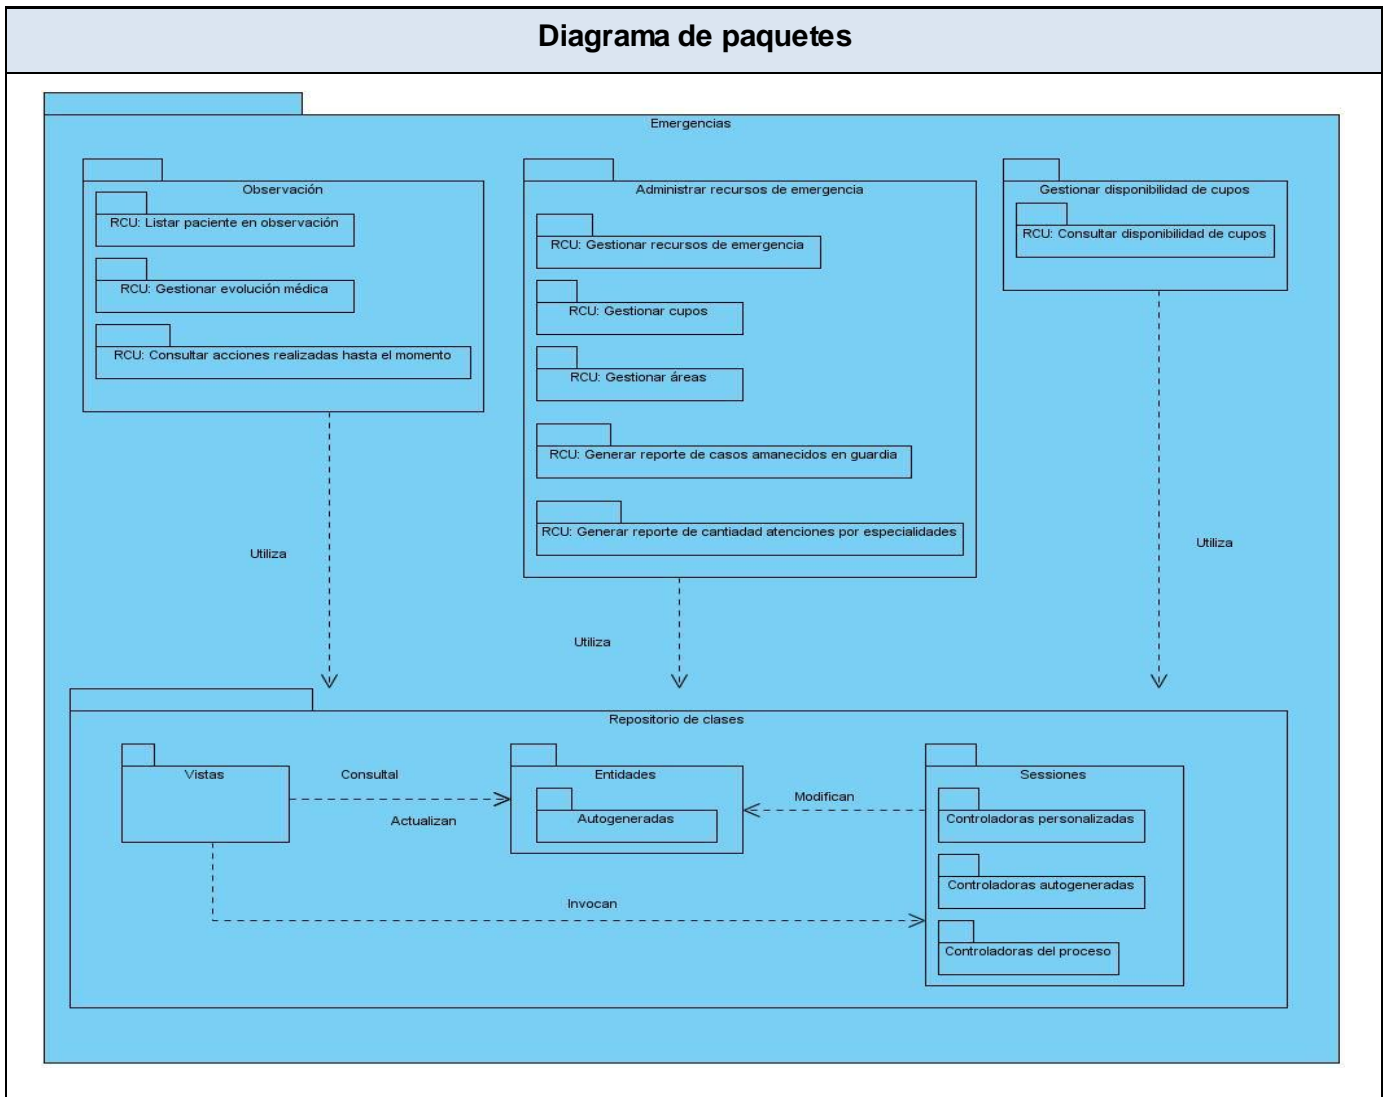 Diagrama de paquetes
Emergencias
Observación
RCU: Listar paciente en observación
RCU: Gestionar evolución médica
RCU: Consultar acciones realizadas hasta el momento
Administrar recursos de emergencia
RCU: Gestionar recursos de emergencia
RCU: Gestionar cupos
RCU: Gestionar áreas
RCU: Generar reporte de casos amanecidos en guardia
RCU: Generar reporte de cantiadad atenciones por especialidades
Gestionar disponibilidad de cupos
RCU: Consultar disponibilidad de cupos
Utiliza
Utiliza
Utiliza
Repositorio de clases
Vistas
Consultal
Actualizan
Entidades
Autogeneradas
Modifican
Invocan
Sessiones
Controladoras personalizadas
Controladoras autogeneradas
Controladoras del proceso